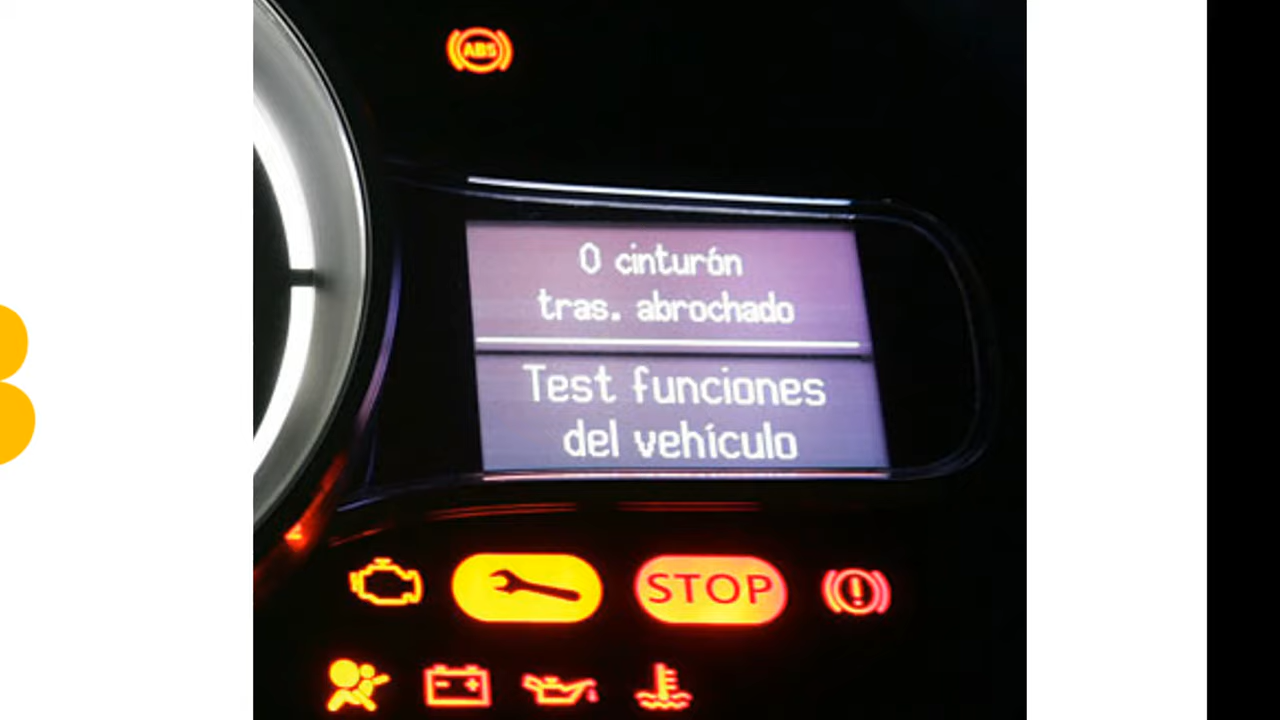 ABS
0 cinturón
tras. abrochado
Test funciones
del vehículo
STOP